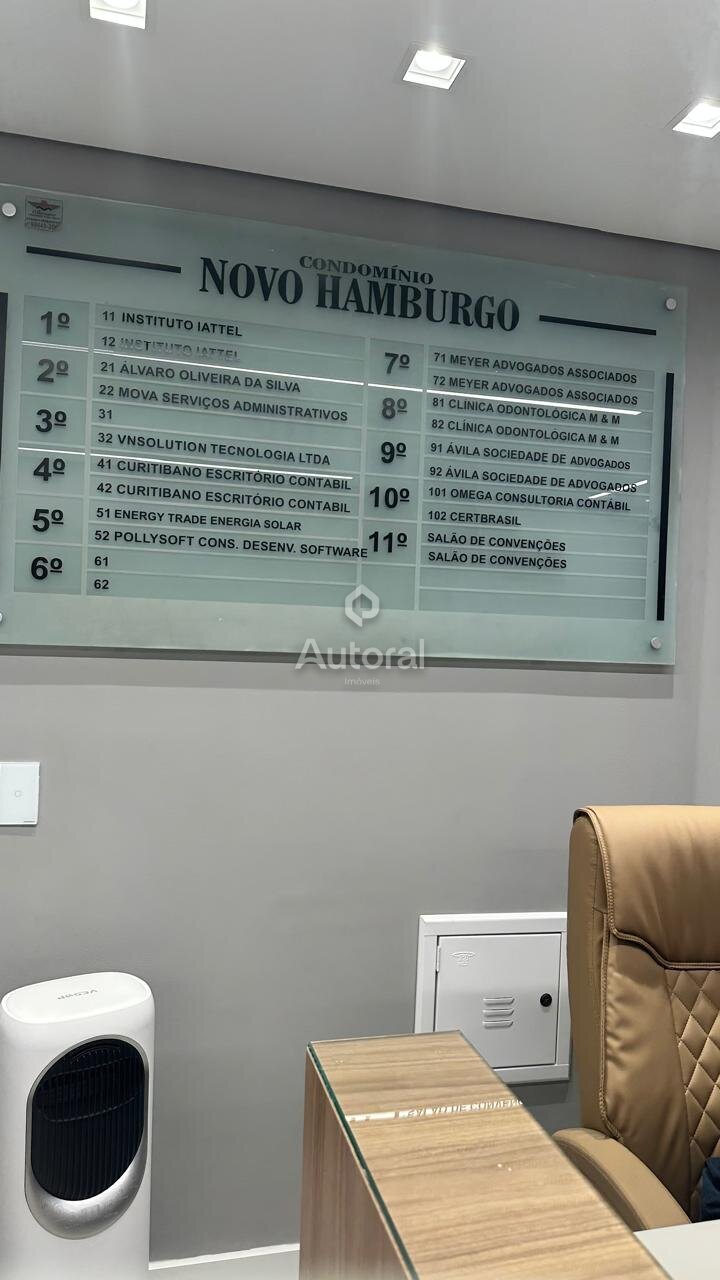 CONDOMÍNIO
NOVO HAMBURGO
1º
11 INSTITUTO IATTEL
12 INSTITUTO IATTEL
2º
21 ÁLVARO OLIVEIRA DA SILVA
22 MOVA SERVIÇOS ADMINISTRATIVOS
3º
31
32 VNSOLUTION TECNOLOGIA LTDA
4º
41 CURITIBANO ESCRITÓRIO CONTÁBIL
42 CURITIBANO ESCRITÓRIO CONTÁBIL
5º
51 ENERGY TRADE ENERGIA SOLAR
52 POLLYSOFT CONS. DESENV. SOFTWARE
6º
61
62
7º
71 MEYER ADVOGADOS ASSOCIADOS
72 MEYER ADVOGADOS ASSOCIADOS
8º
81 CLÍNICA ODONTOLÓGICA M & M
82 CLÍNICA ODONTOLÓGICA M & M
9º
91 ÁVILA SOCIEDADE DE ADVOGADOS
92 ÁVILA SOCIEDADE DE ADVOGADOS
10º
101 OMEGA CONSULTORIA CONTÁBIL
102 CERTBRASIL
11º
SALÃO DE CONVENÇÕES
SALÃO DE CONVENÇÕES
Autoral
Imóveis